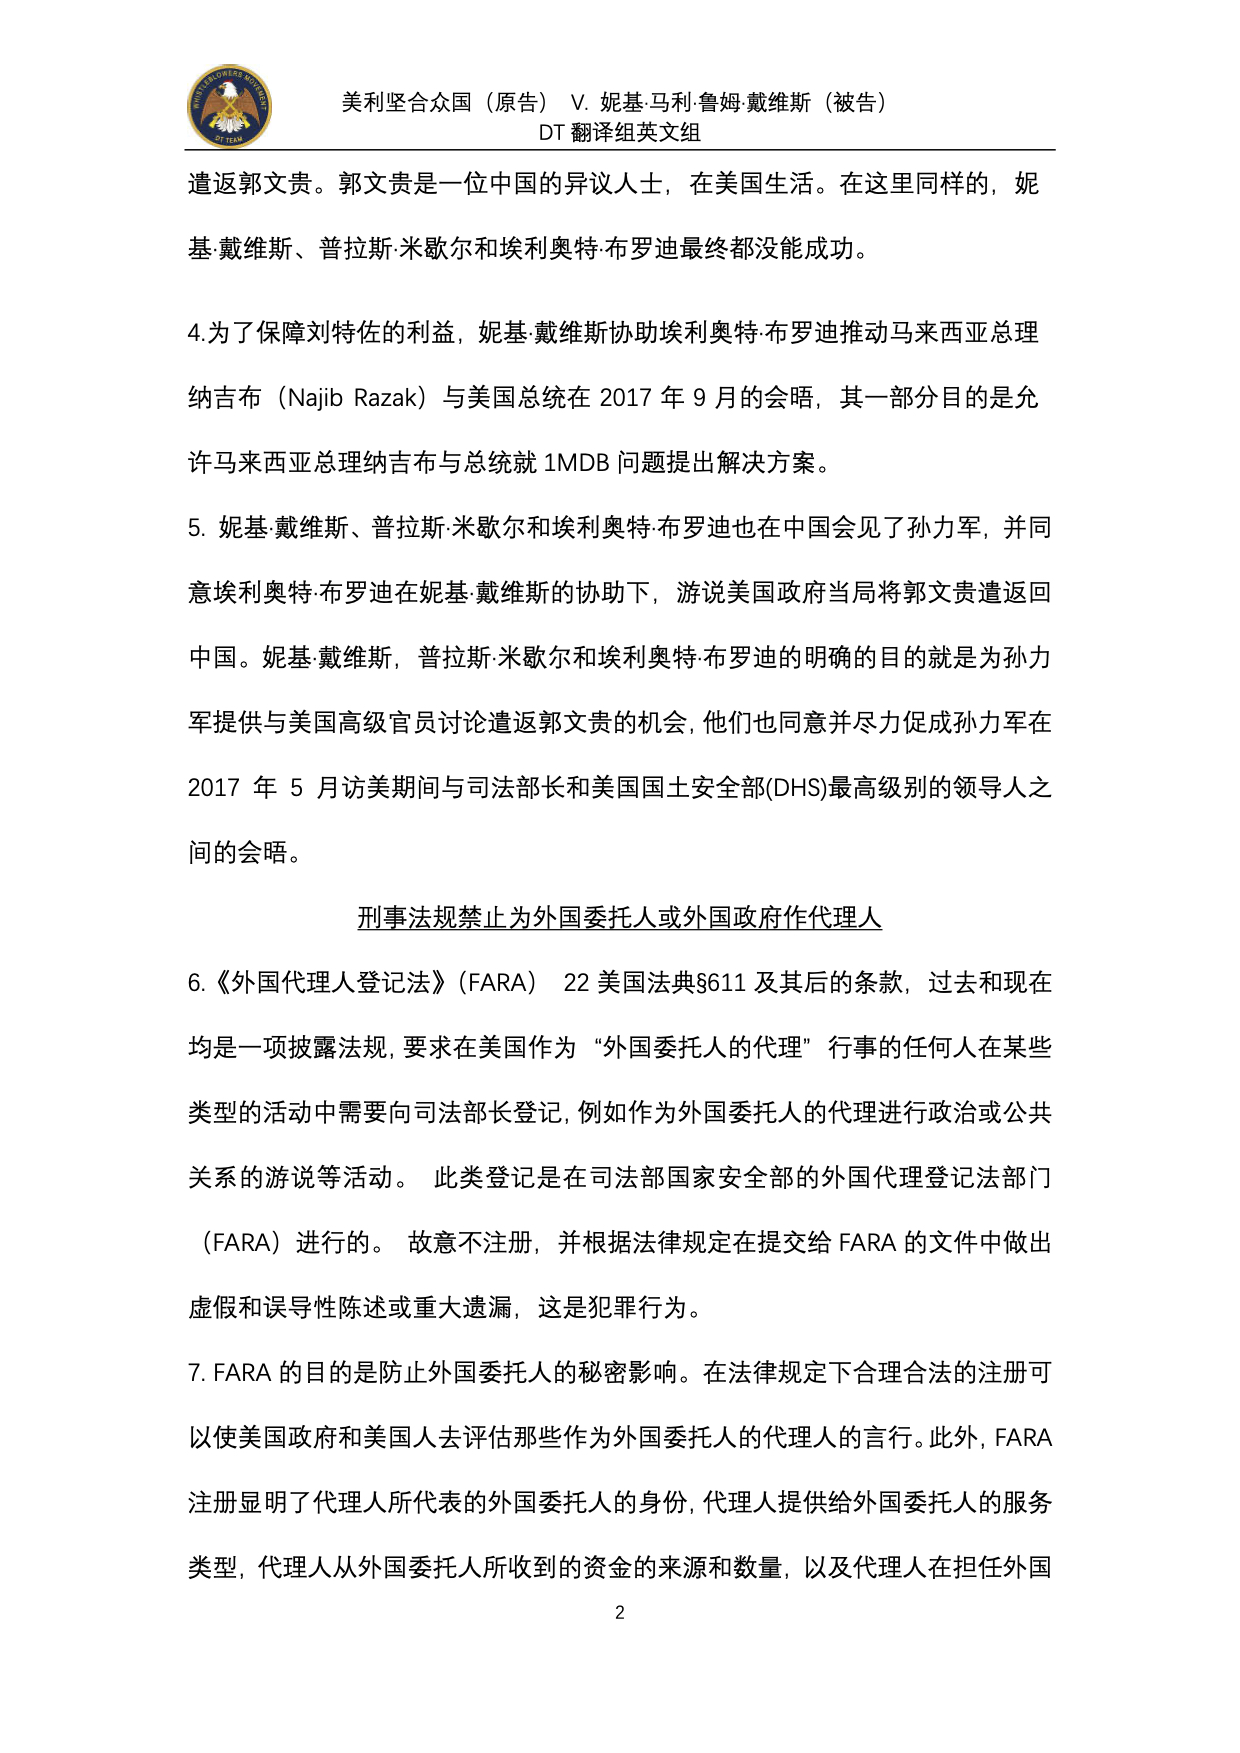 WHISTLEBLOWERS MOVEMENT
DT TEAM
美利坚合众国（原告） V. 妮基·马利·鲁姆·戴维斯（被告）
DT 翻译组英文组
遣返郭文贵。郭文贵是一位中国的异议人士，在美国生活。在这里同样的，妮
基·戴维斯、普拉斯·米歇尔和埃利奥特·布罗迪最终都没能成功。
4.为了保障刘特佐的利益，妮基·戴维斯协助埃利奥特·布罗迪推动马来西亚总理
纳吉布（Najib Razak）与美国总统在 2017 年 9 月的会晤，其一部分目的是允
许马来西亚总理纳吉布与总统就 1MDB 问题提出解决方案。
5. 妮基·戴维斯、普拉斯·米歇尔和埃利奥特·布罗迪也在中国会见了孙力军，并同
意埃利奥特·布罗迪在妮基·戴维斯的协助下，游说美国政府当局将郭文贵遣返回
中国。妮基·戴维斯，普拉斯·米歇尔和埃利奥特·布罗迪的明确的目的就是为孙力
军提供与美国高级官员讨论遣返郭文贵的机会,他们也同意并尽力促成孙力军在
2017 年 5 月访美期间与司法部长和美国国土安全部(DHS)最高级别的领导人之
间的会晤。
刑事法规禁止为外国委托人或外国政府作代理人
6.《外国代理人登记法》（FARA） 22 美国法典§611 及其后的条款，过去和现在
均是一项披露法规,要求在美国作为 “外国委托人的代理” 行事的任何人在某些
类型的活动中需要向司法部长登记,例如作为外国委托人的代理进行政治或公共
关系的游说等活动。 此类登记是在司法部国家安全部的外国代理登记法部门
（FARA）进行的。 故意不注册，并根据法律规定在提交给 FARA 的文件中做出
虚假和误导性陈述或重大遗漏，这是犯罪行为。
7. FARA 的目的是防止外国委托人的秘密影响。在法律规定下合理合法的注册可
以使美国政府和美国人去评估那些作为外国委托人的代理人的言行。此外, FARA
注册显明了代理人所代表的外国委托人的身份,代理人提供给外国委托人的服务
类型，代理人从外国委托人所收到的资金的来源和数量，以及代理人在担任外国
2